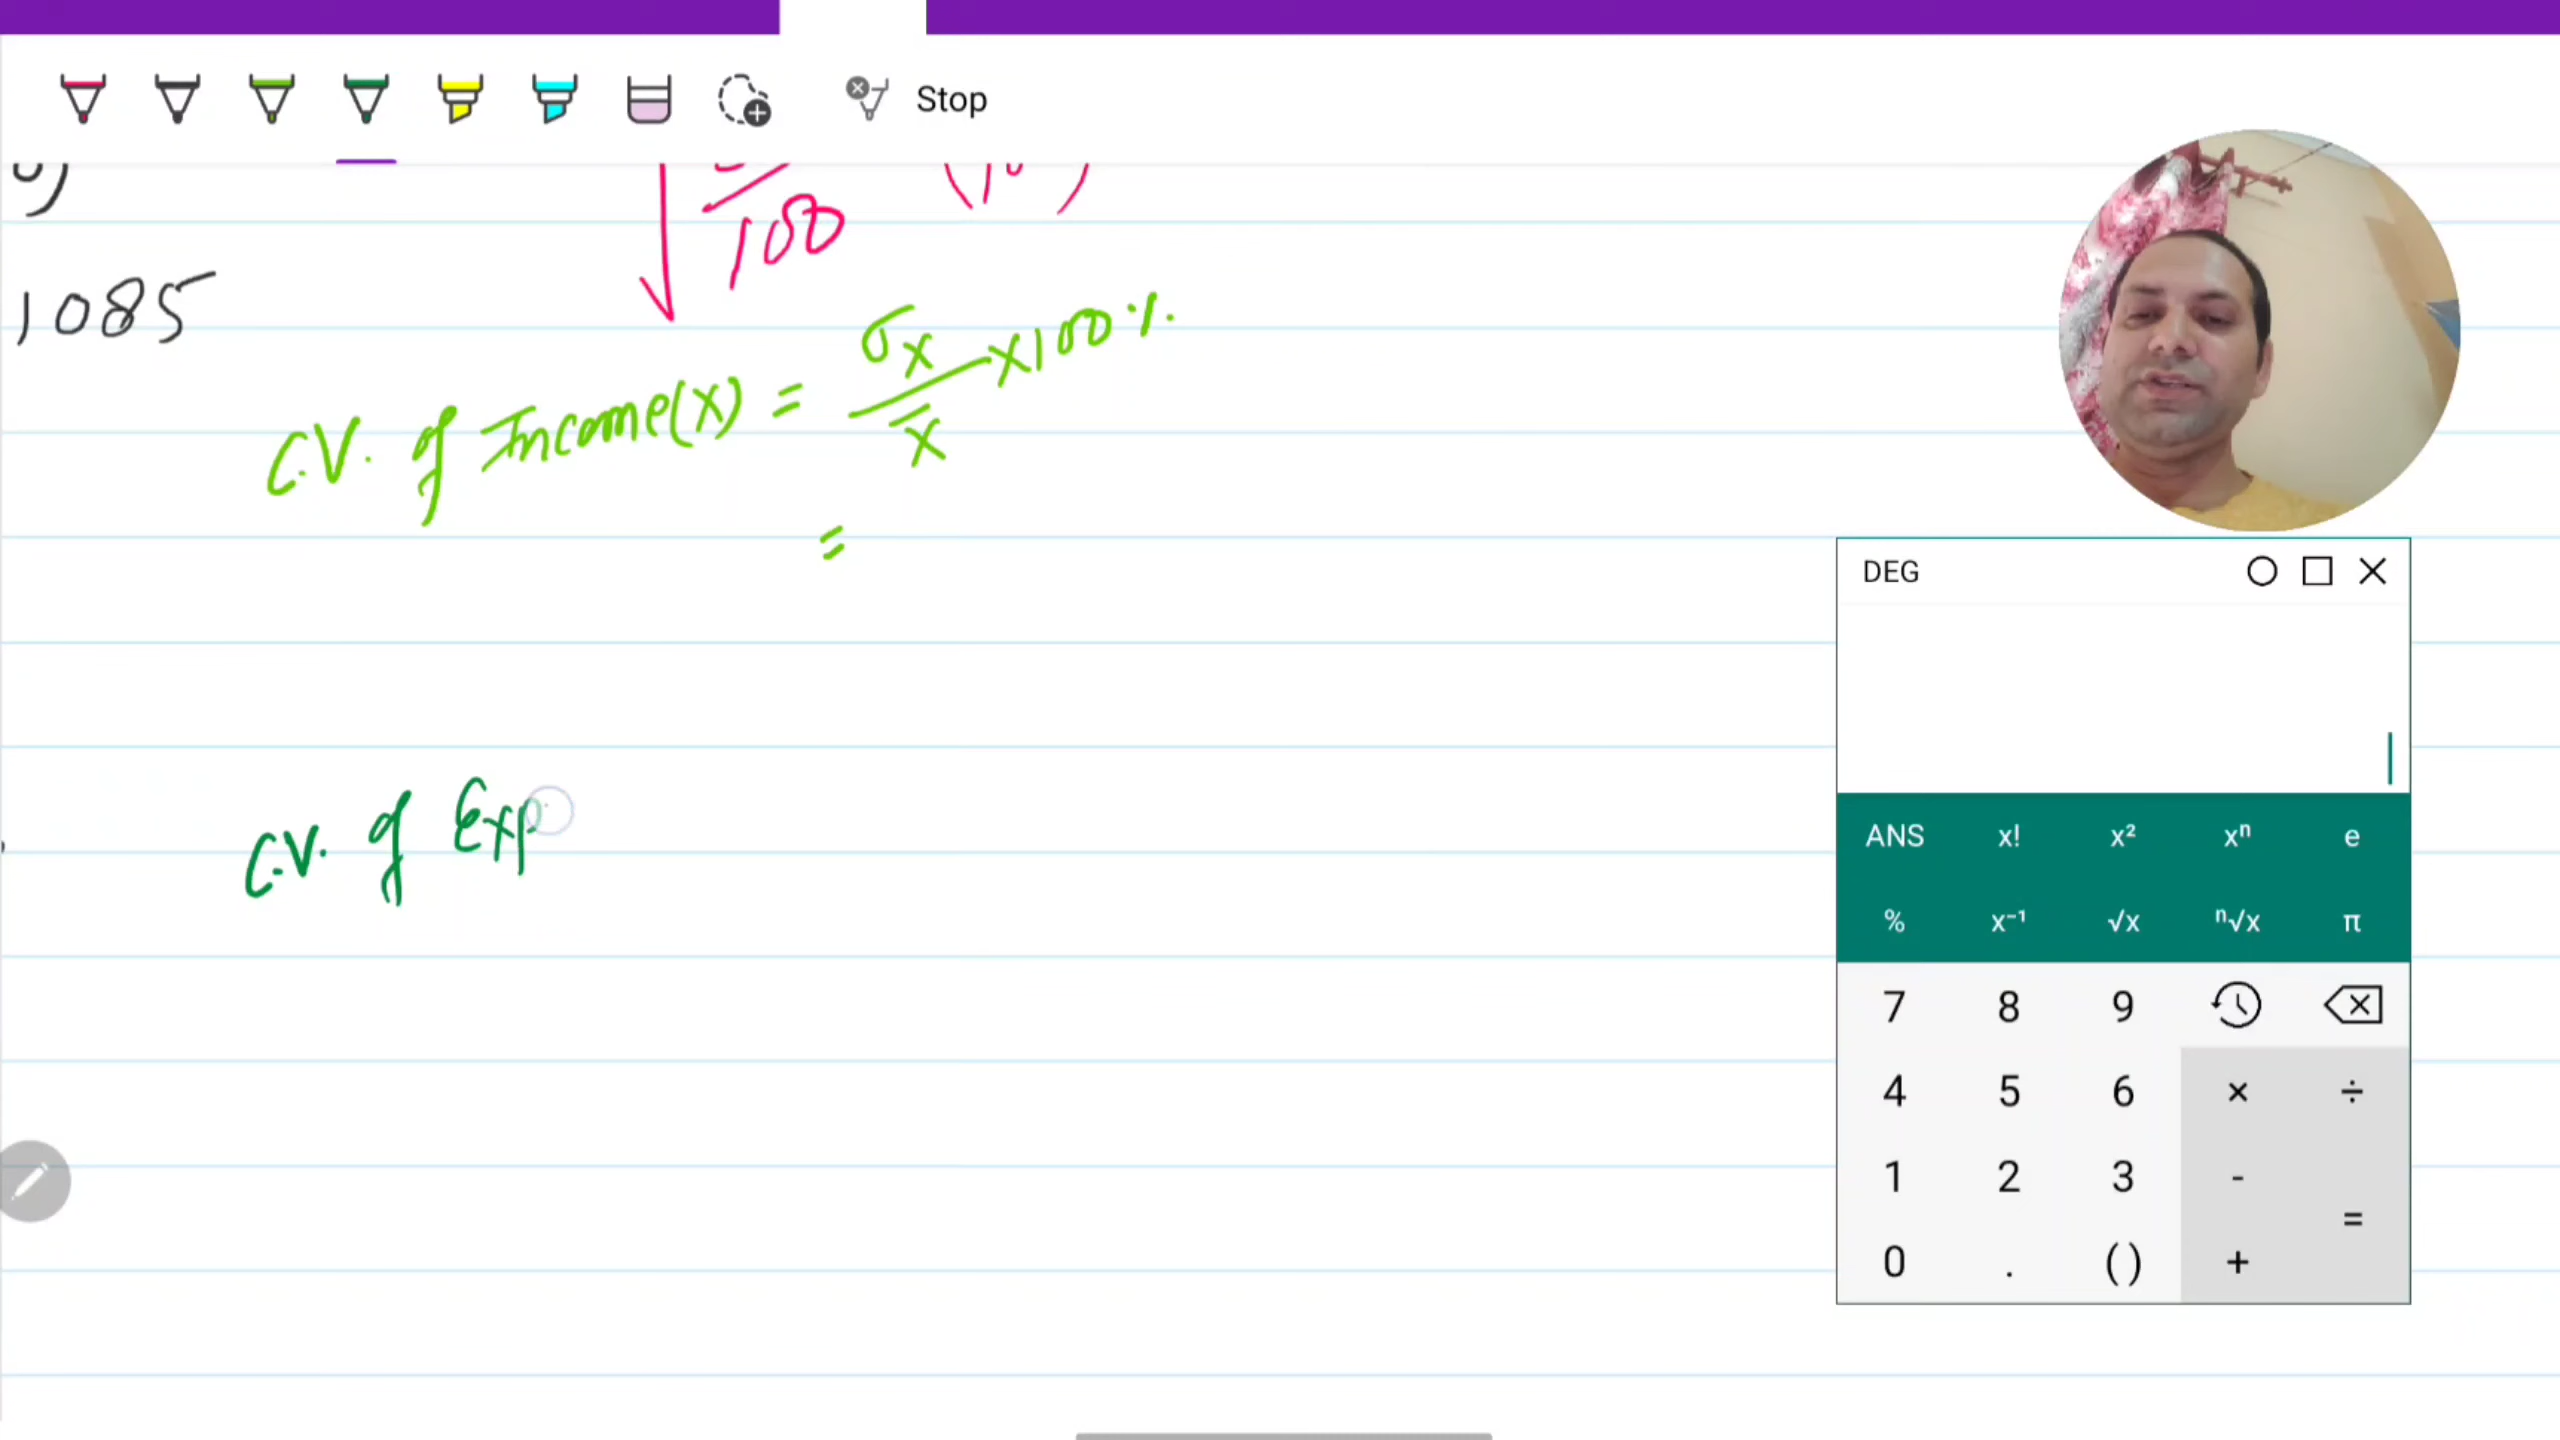 Stop
100
1085
C.V. of Income(X) = σx / x̄ ×100%
=
C.V. of Exp
DEG
ANS x! x² xⁿ e
% x⁻¹ √x ⁿ√x π
7 8 9
4 5 6 × ÷
1 2 3 - =
0 . ( ) +